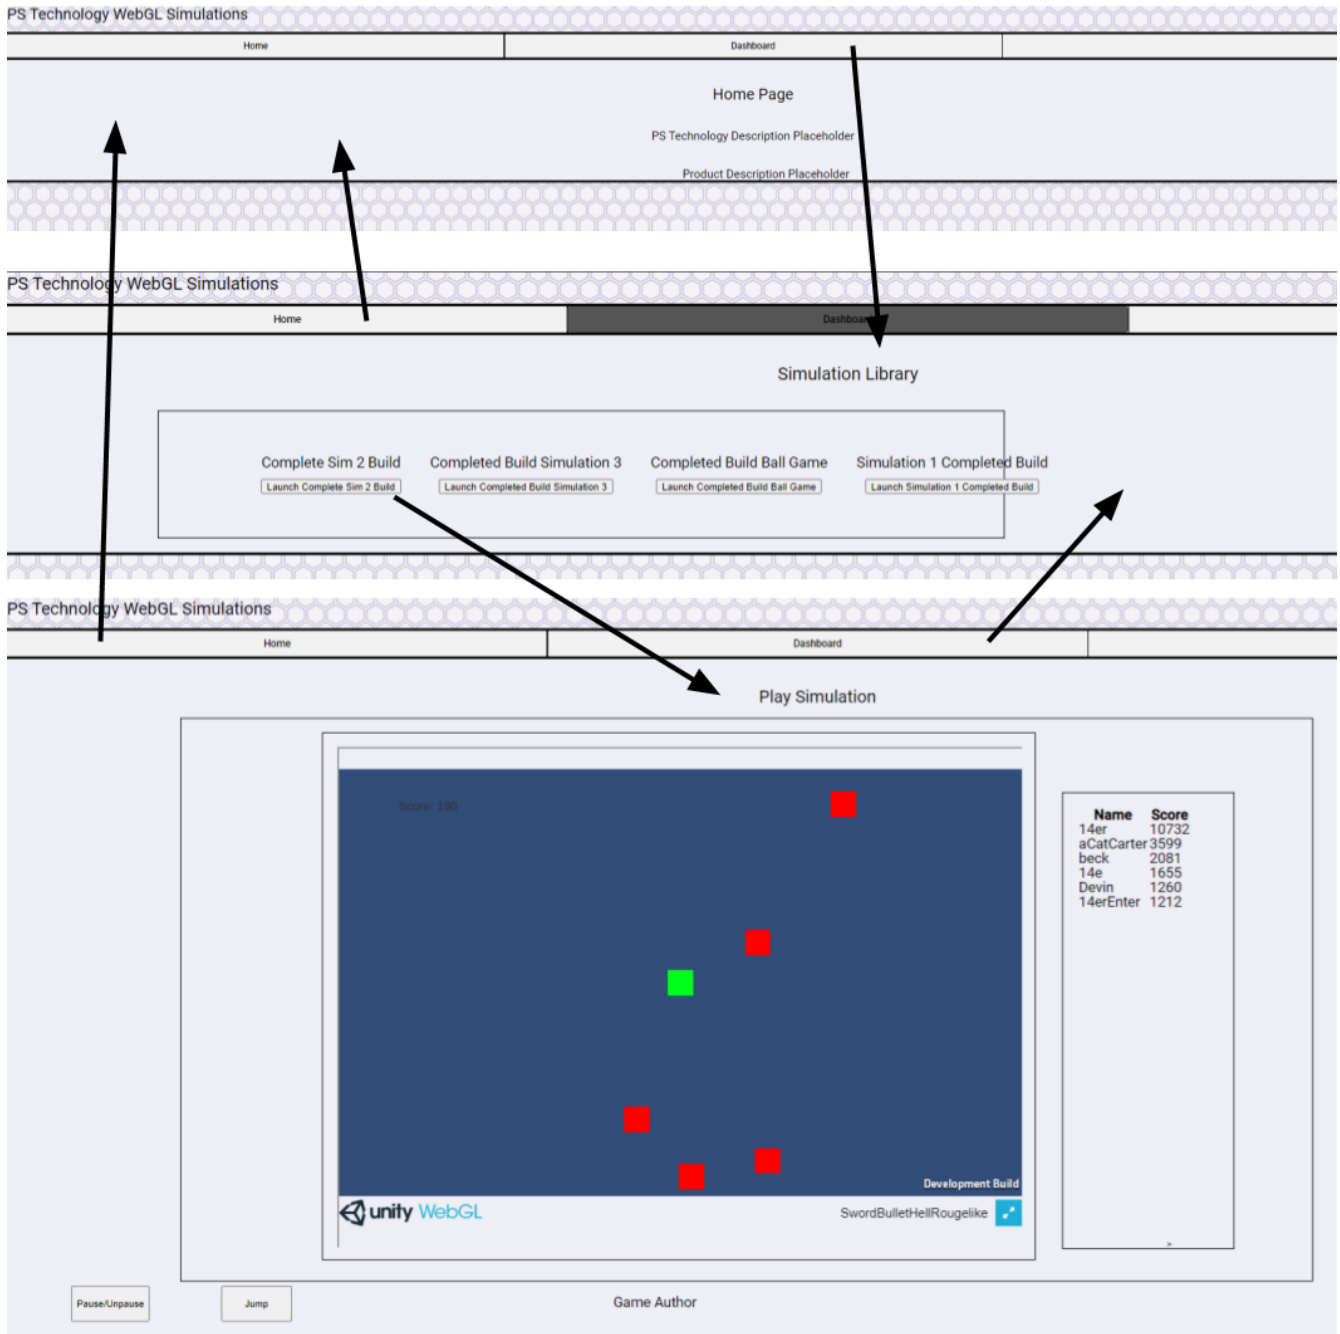 PS Technology WebGL Simulations
Home Dashboard
Home Page
PS Technology Description Placeholder
Product Description Placeholder
PS Technology WebGL Simulations
Home Dashboard
Simulation Library
Complete Sim 2 Build Completed Build Simulation 3 Completed Build Ball Game Simulation 1 Completed Build
Launch Complete Sim 2 Build Launch Completed Build Simulation 3 Launch Completed Build Ball Game Launch Simulation 1 Completed Build
PS Technology WebGL Simulations
Home Dashboard
Play Simulation
Score: 190
Name Score
14er 10732
aCatCarter 3599
beck 2081
14e 1655
Devin 1260
14erEnter 1212
Development Build
unity WebGL
SwordBulletHellRougelike
>
Pause/Unpause Jump Game Author